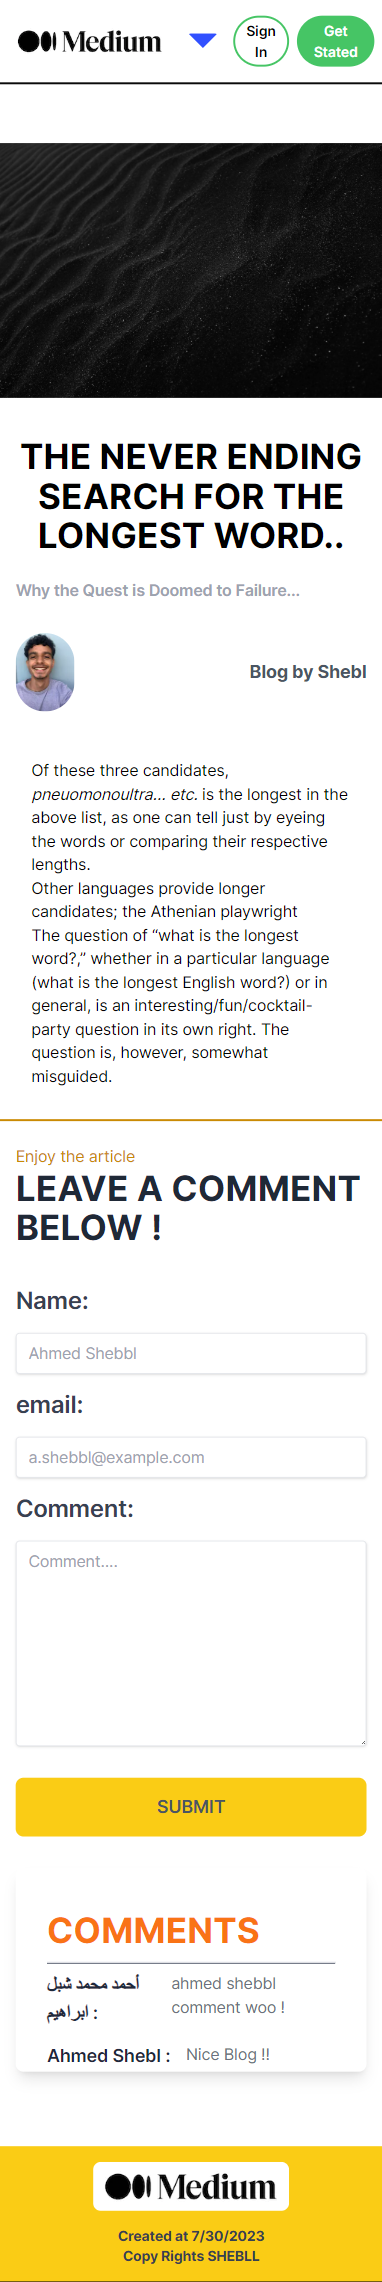 Medium
Sign
In
Get
Stated
THE NEVER ENDING
SEARCH FOR THE
LONGEST WORD..
Why the Quest is Doomed to Failure...
Blog by Shebl
Of these three candidates,
pneuomonoultra... etc. is the longest in the
above list, as one can tell just by eyeing
the words or comparing their respective
lengths.
Other languages provide longer
candidates; the Athenian playwright
The question of “what is the longest
word?,” whether in a particular language
(what is the longest English word?) or in
general, is an interesting/fun/cocktail-
party question in its own right. The
question is, however, somewhat
misguided.
Enjoy the article
LEAVE A COMMENT
BELOW !
Name:
Ahmed Shebbl
email:
a.shebbl@example.com
Comment:
Comment....
SUBMIT
COMMENTS
أحمد محمد شبل
ابراهيم :
ahmed shebbl
comment woo !
Ahmed Shebl : Nice Blog !!
Medium
Created at 7/30/2023
Copy Rights SHEBLL